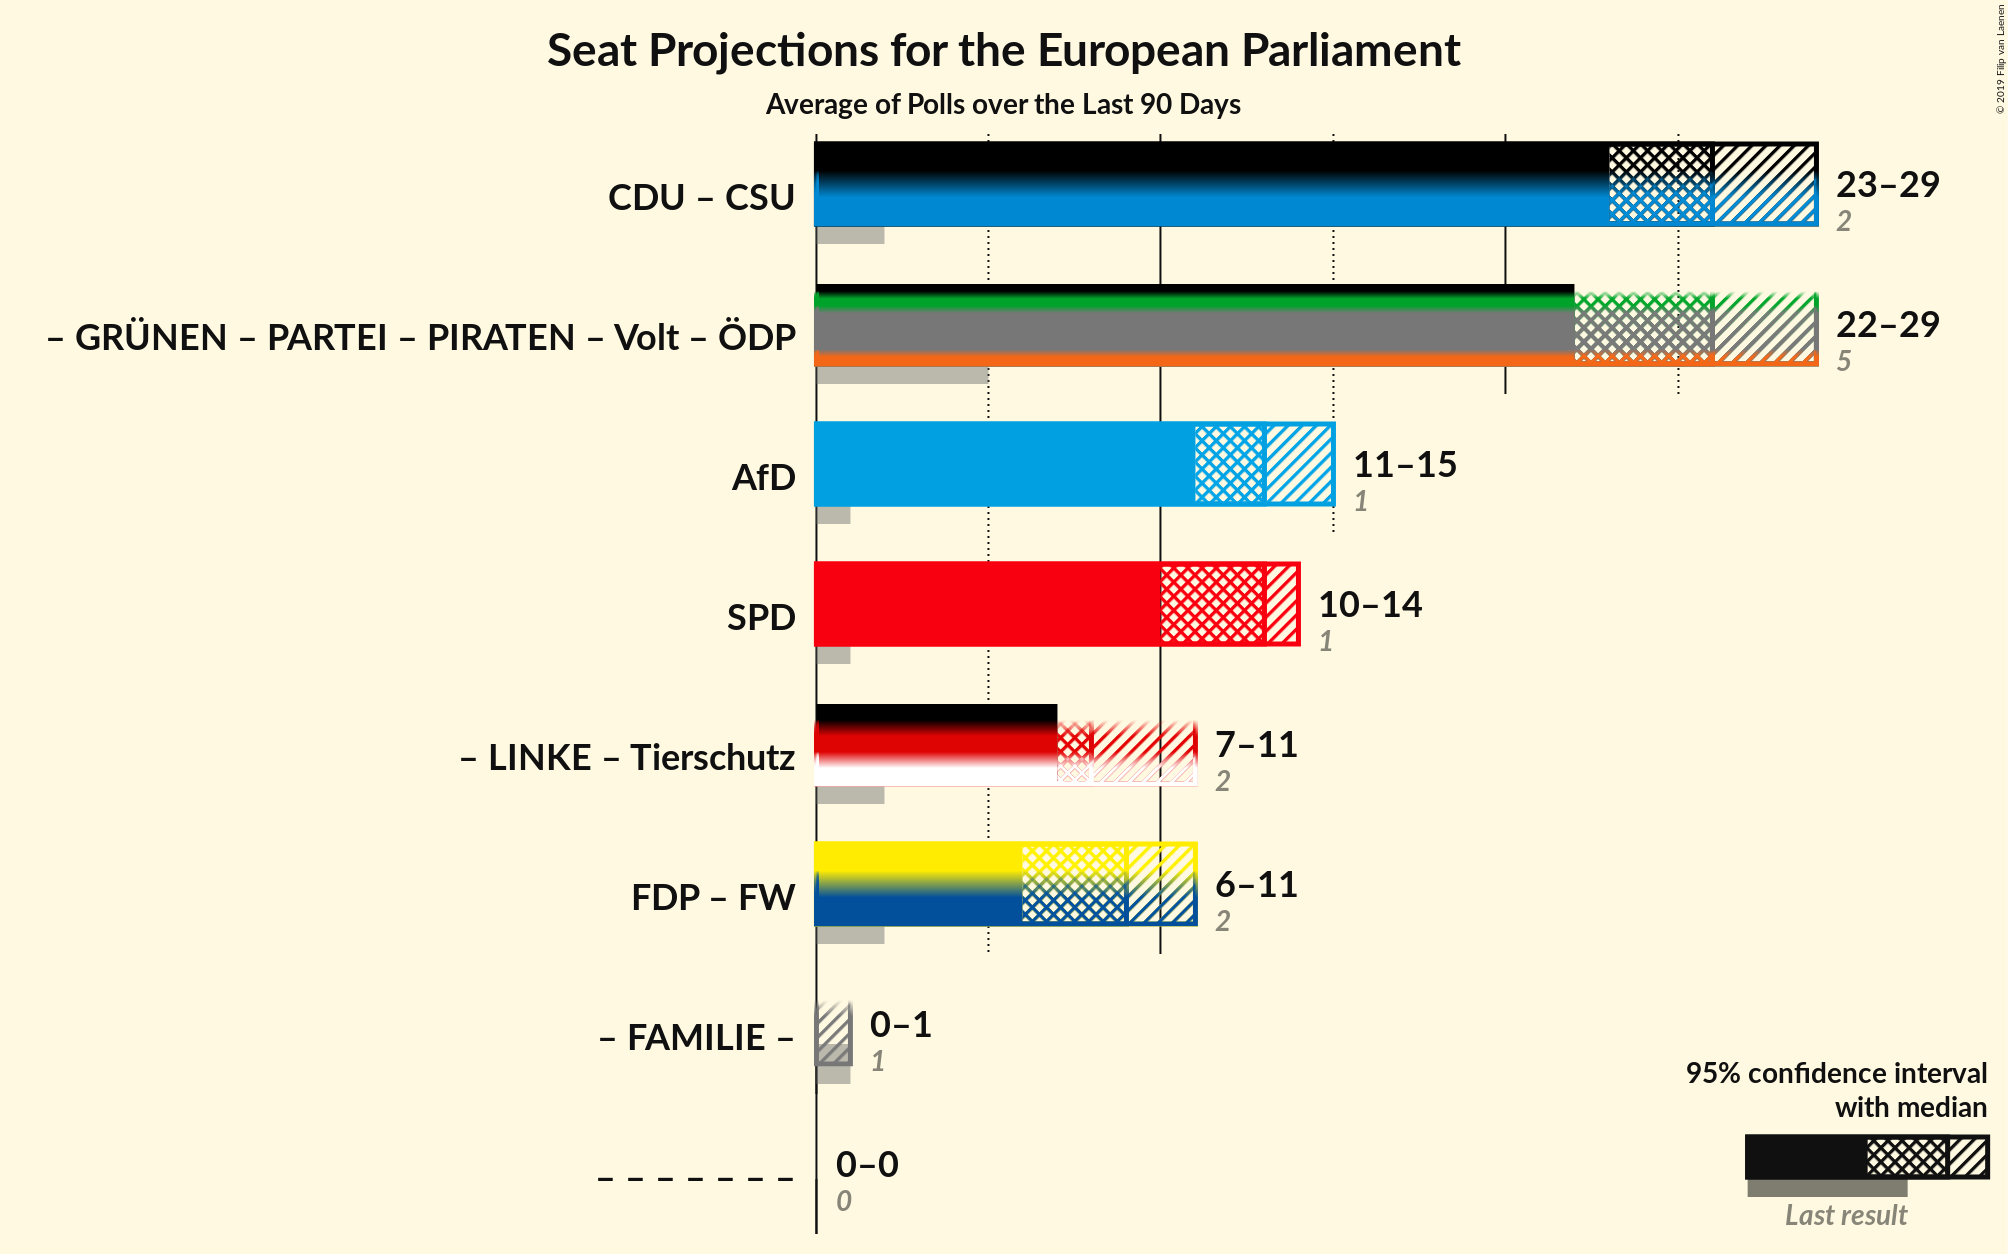 Seat Projections for the European Parliament
Average of Polls over the Last 90 Days
© 2019 Filip van Laenen
CDU – CSU
23–29
2
– GRÜNEN – PARTEI – PIRATEN – Volt – ÖDP
22–29
5
AfD
11–15
1
SPD
10–14
1
– LINKE – Tierschutz
7–11
2
FDP – FW
6–11
2
– FAMILIE –
0–1
1
– – – – – – –
0–0
0
95% confidence interval
with median
Last result